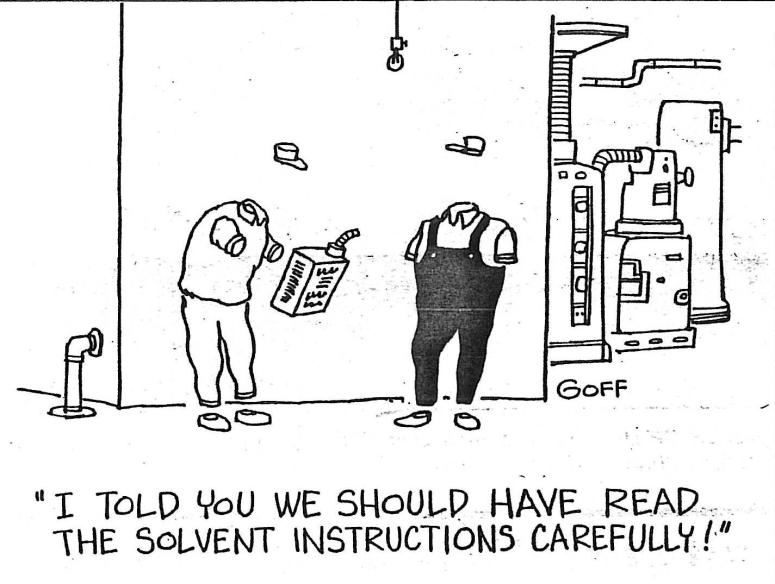 GOFF
"I TOLD YOU WE SHOULD HAVE READ
THE SOLVENT INSTRUCTIONS CAREFULLY!"